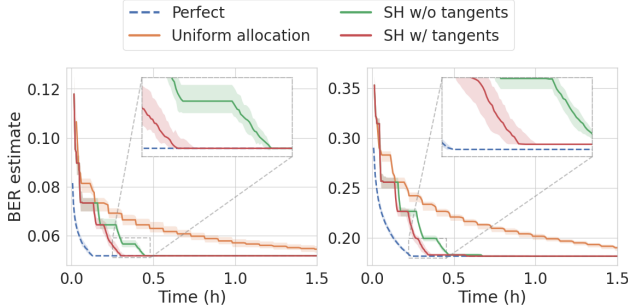 Perfect
Uniform allocation
SH w/o tangents
SH w/ tangents
BER estimate
0.12
0.10
0.08
0.06
0.0 0.5 1.0 1.5
Time (h)
0.35
0.30
0.25
0.20
0.0 0.5 1.0 1.5
Time (h)